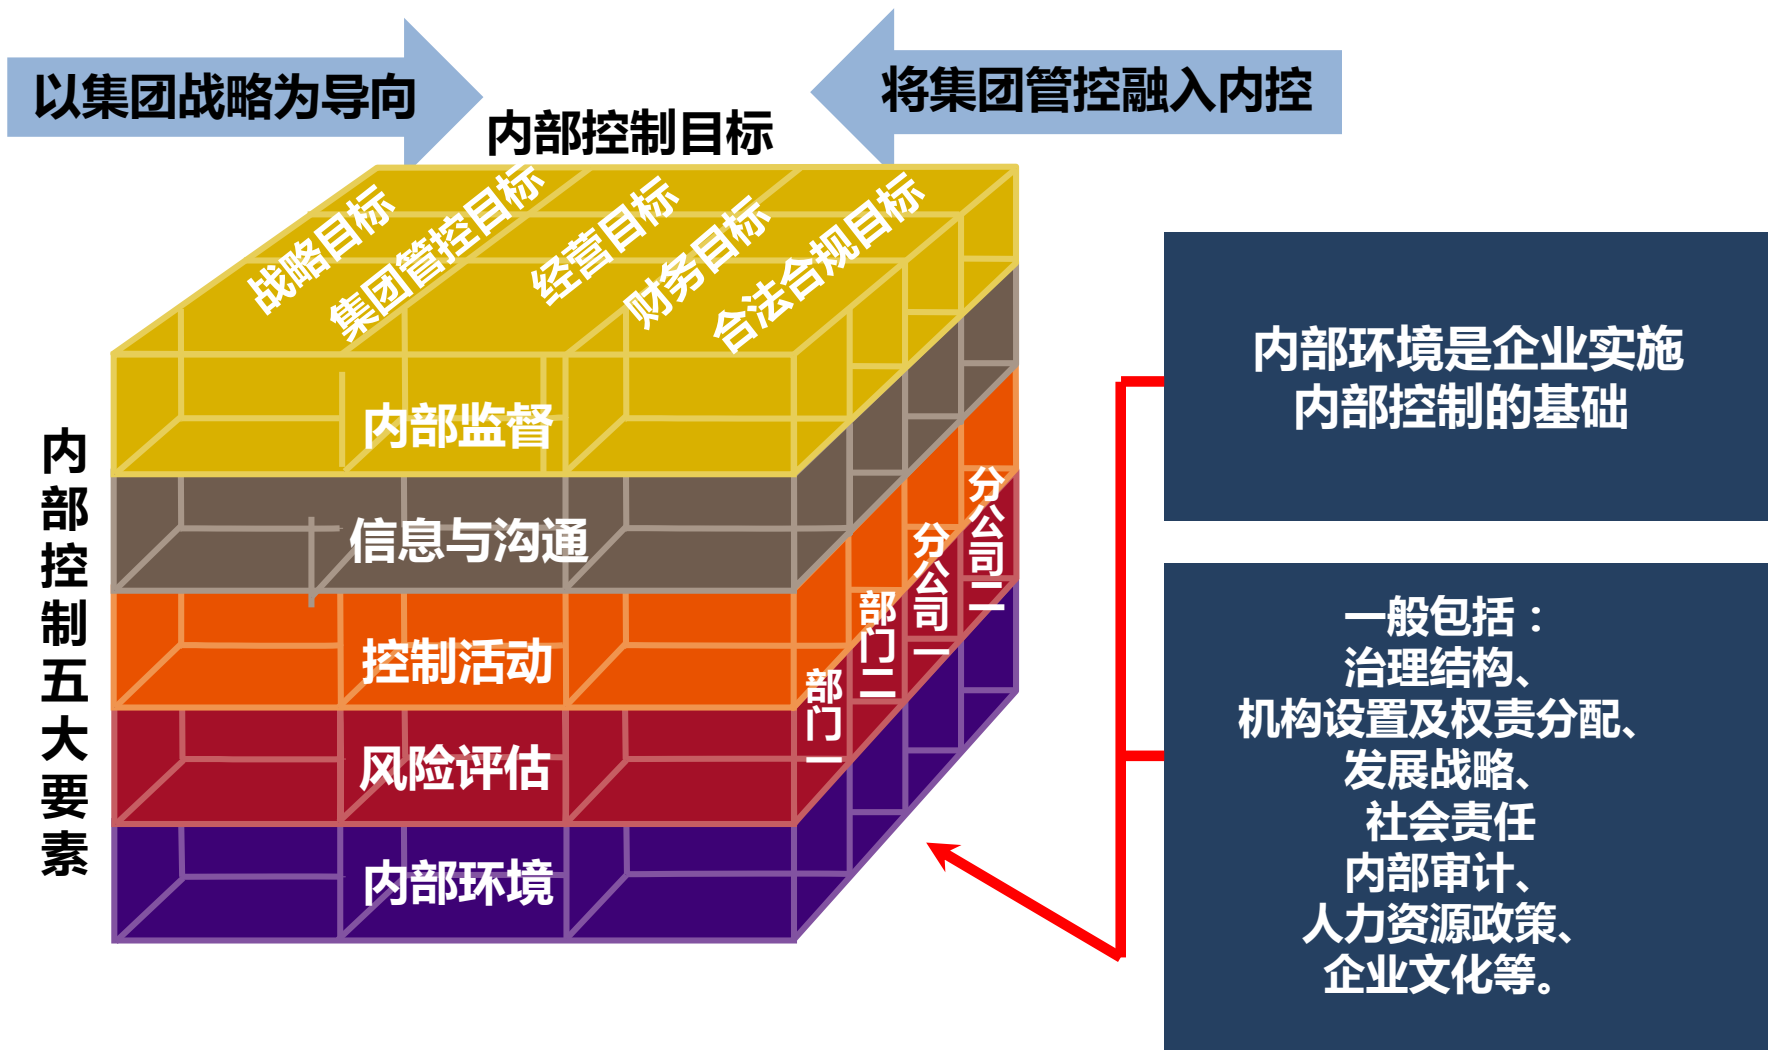 以集团战略为导向
将集团管控融入内控
内部控制目标
战略目标
集团管控目标
经营目标
财务目标
合法合规目标
内部控制五大要素
内部监督
信息与沟通
控制活动
风险评估
内部环境
部门一
部门二
分公司一
分公司二
内部环境是企业实施
内部控制的基础
一般包括：
治理结构、
机构设置及权责分配、
发展战略、
社会责任
内部审计、
人力资源政策、
企业文化等。